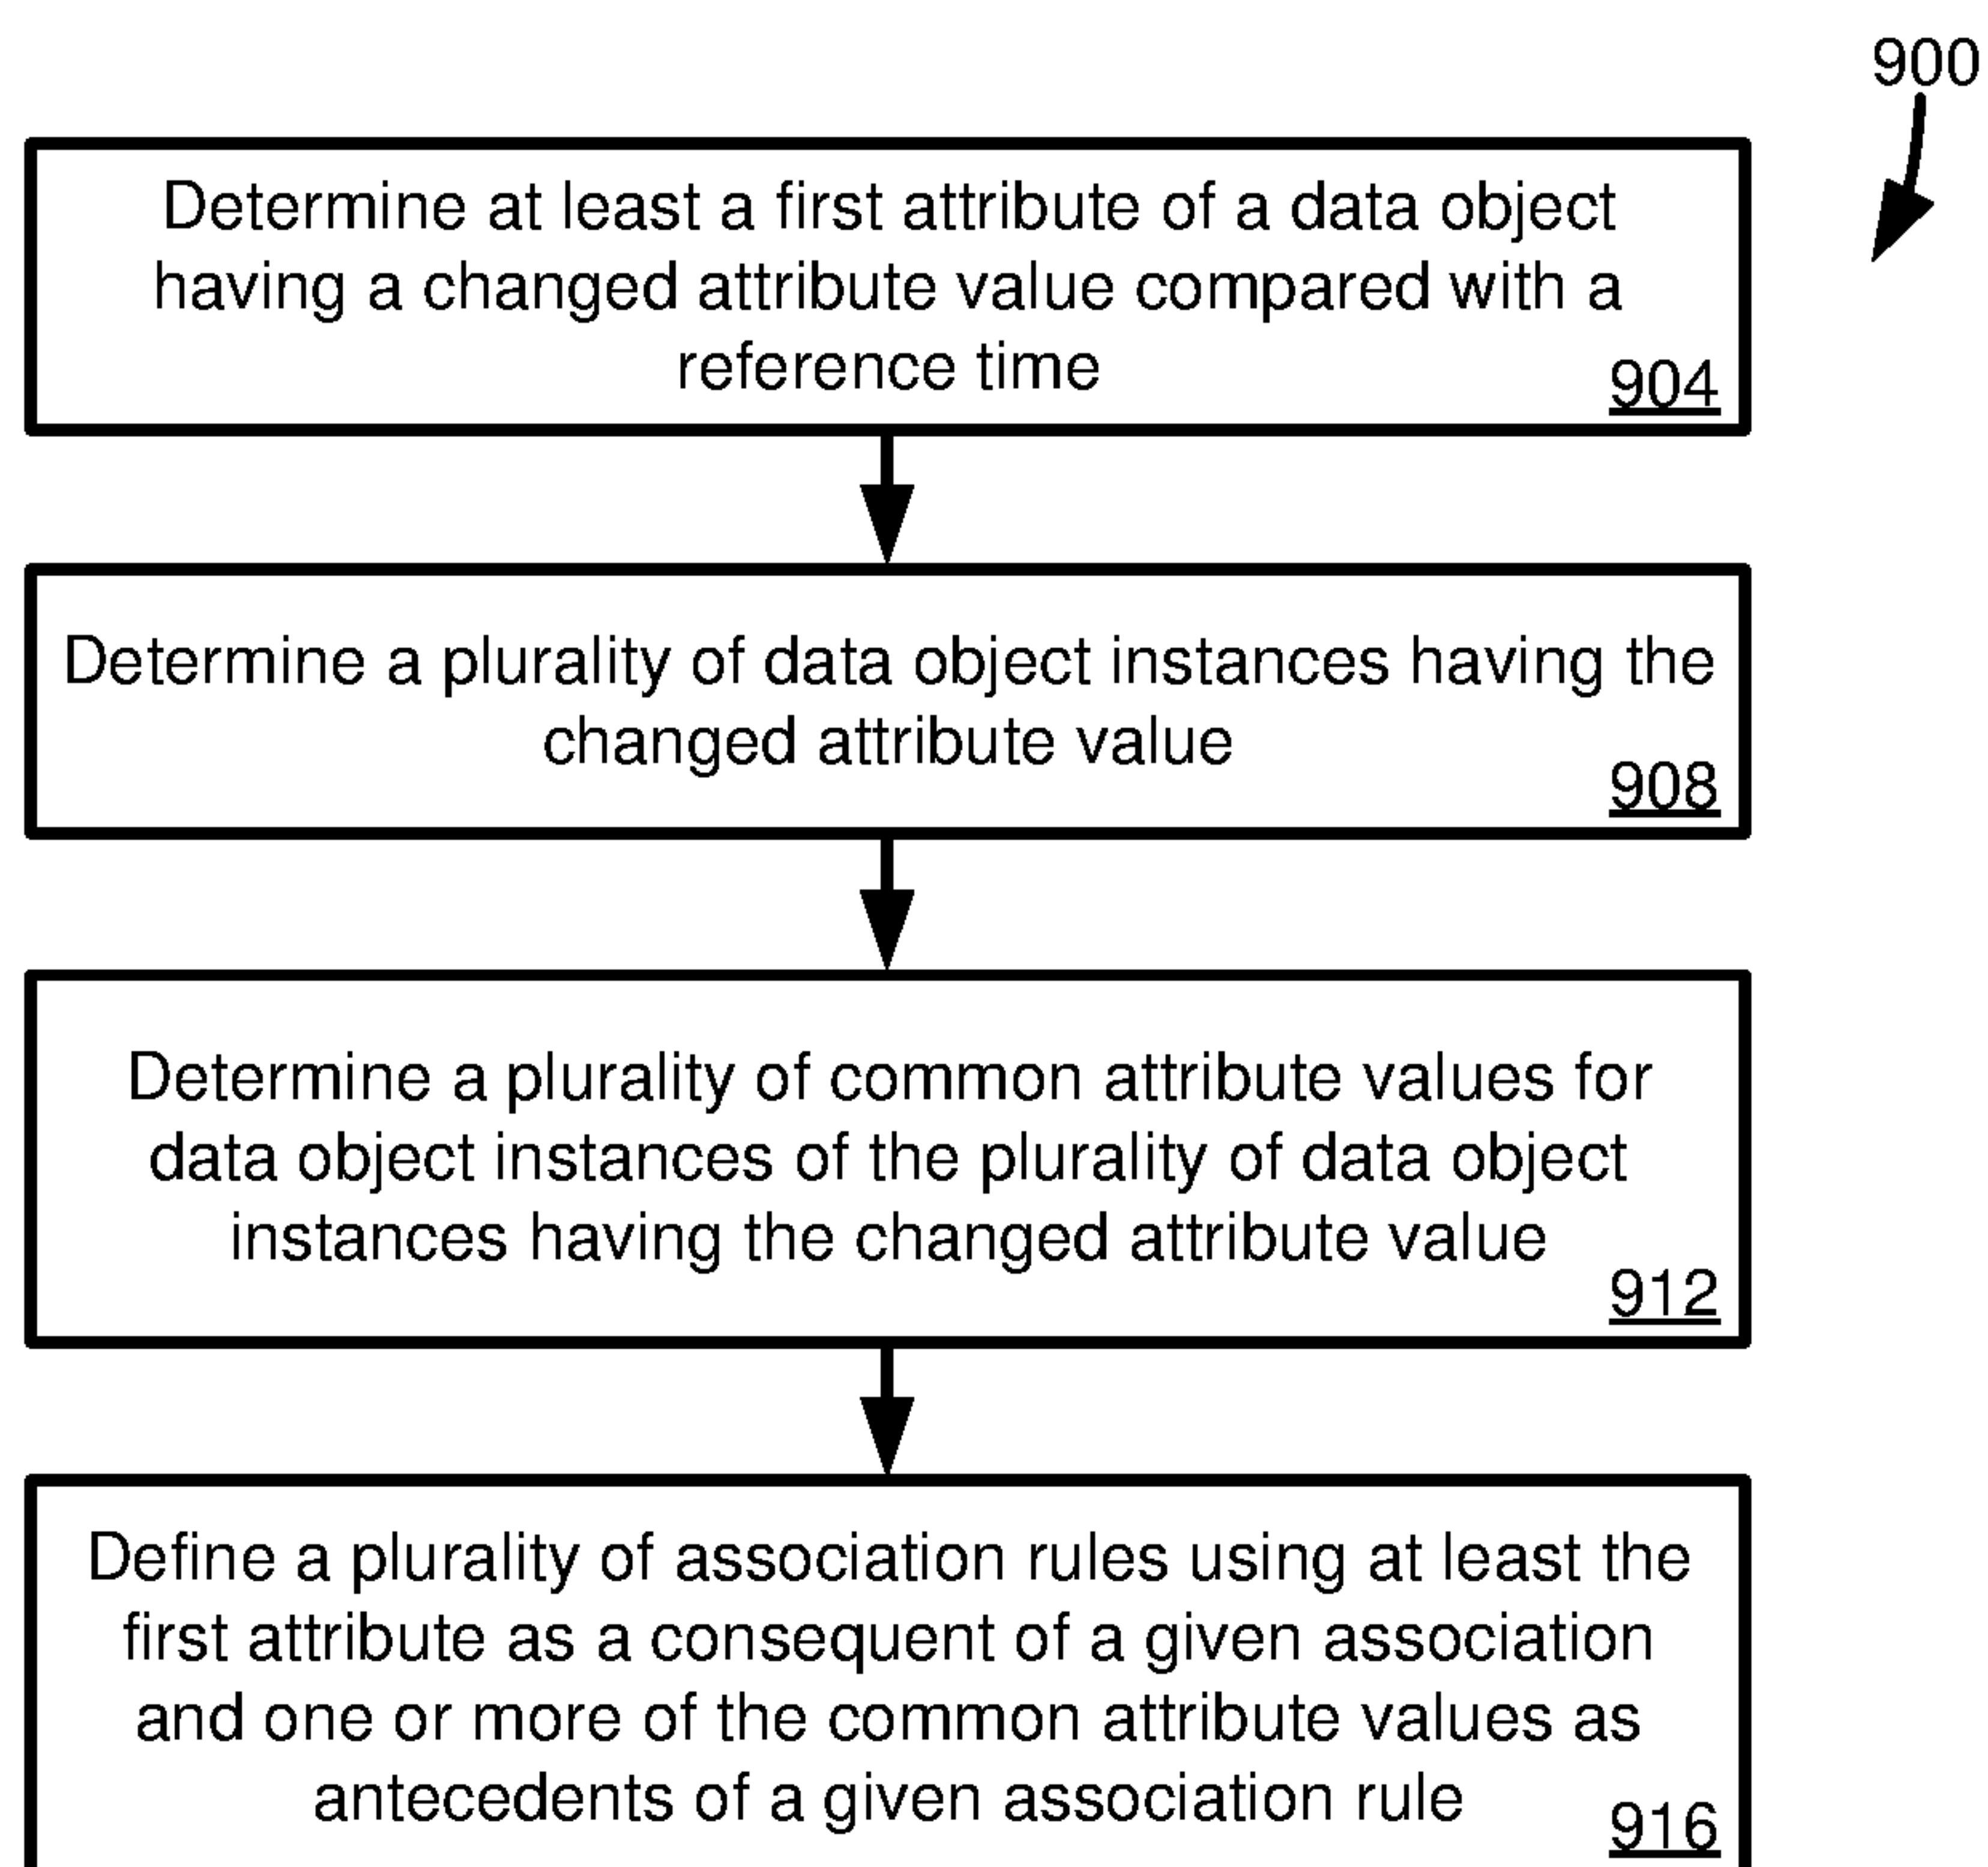 900
Determine at least a first attribute of a data object
having a changed attribute value compared with a
reference time
904
Determine a plurality of data object instances having the
changed attribute value
908
Determine a plurality of common attribute values for
data object instances of the plurality of data object
instances having the changed attribute value
912
Define a plurality of association rules using at least the
first attribute as a consequent of a given association
and one or more of the common attribute values as
antecedents of a given association rule
916